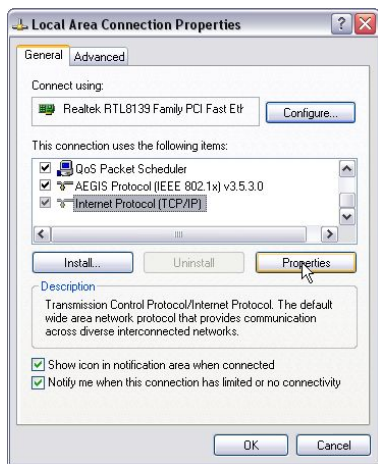 Local Area Connection Properties
General Advanced
Connect using:
Realtek RTL8139 Family PCI Fast Eth
Configure...
This connection uses the following items:
QoS Packet Scheduler
AEGIS Protocol (IEEE 802.1x) v3.5.3.0
Internet Protocol (TCP/IP)
Install... Uninstall Properties
Description
Transmission Control Protocol/Internet Protocol. The default
wide area network protocol that provides communication
across diverse interconnected networks.
Show icon in notification area when connected
Notify me when this connection has limited or no connectivity
OK Cancel